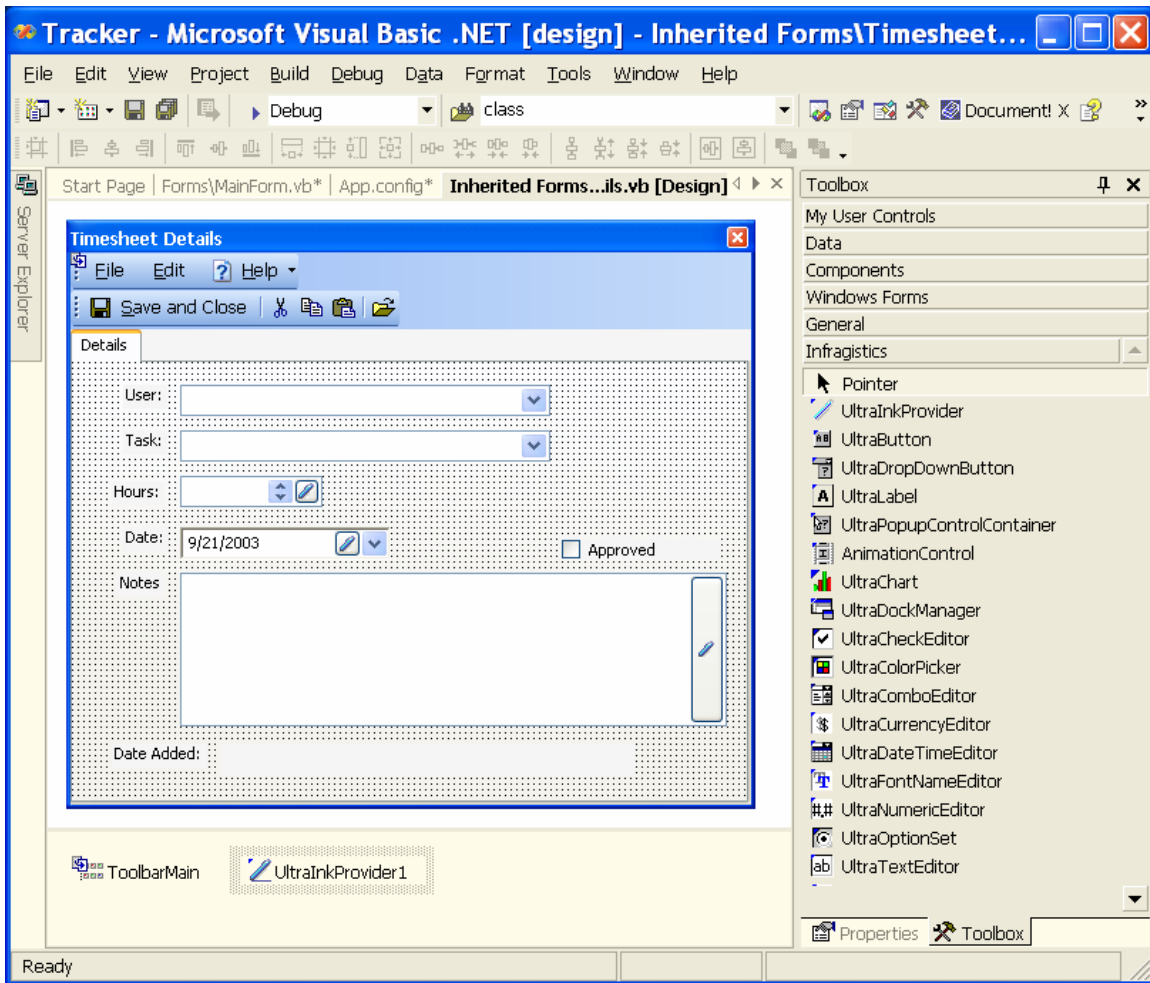 Tracker - Microsoft Visual Basic .NET [design] - Inherited Forms\Timesheet...
File Edit View Project Build Debug Data Format Tools Window Help
Debug class Document! X
Start Page Forms\MainForm.vb* App.config* Inherited Forms...ils.vb [Design]
Server Explorer
Timesheet Details
File Edit Help
Save and Close
Details
User:
Task:
Hours:
Date: 9/21/2003
Approved
Notes
Date Added:
ToolbarMain UltraInkProvider1
Toolbox
My User Controls
Data
Components
Windows Forms
General
Infragistics
Pointer
UltraInkProvider
UltraButton
UltraDropDownButton
UltraLabel
UltraPopupControlContainer
AnimationControl
UltraChart
UltraDockManager
UltraCheckEditor
UltraColorPicker
UltraComboEditor
UltraCurrencyEditor
UltraDateTimeEditor
UltraFontNameEditor
UltraNumericEditor
UltraOptionSet
UltraTextEditor
Properties Toolbox
Ready